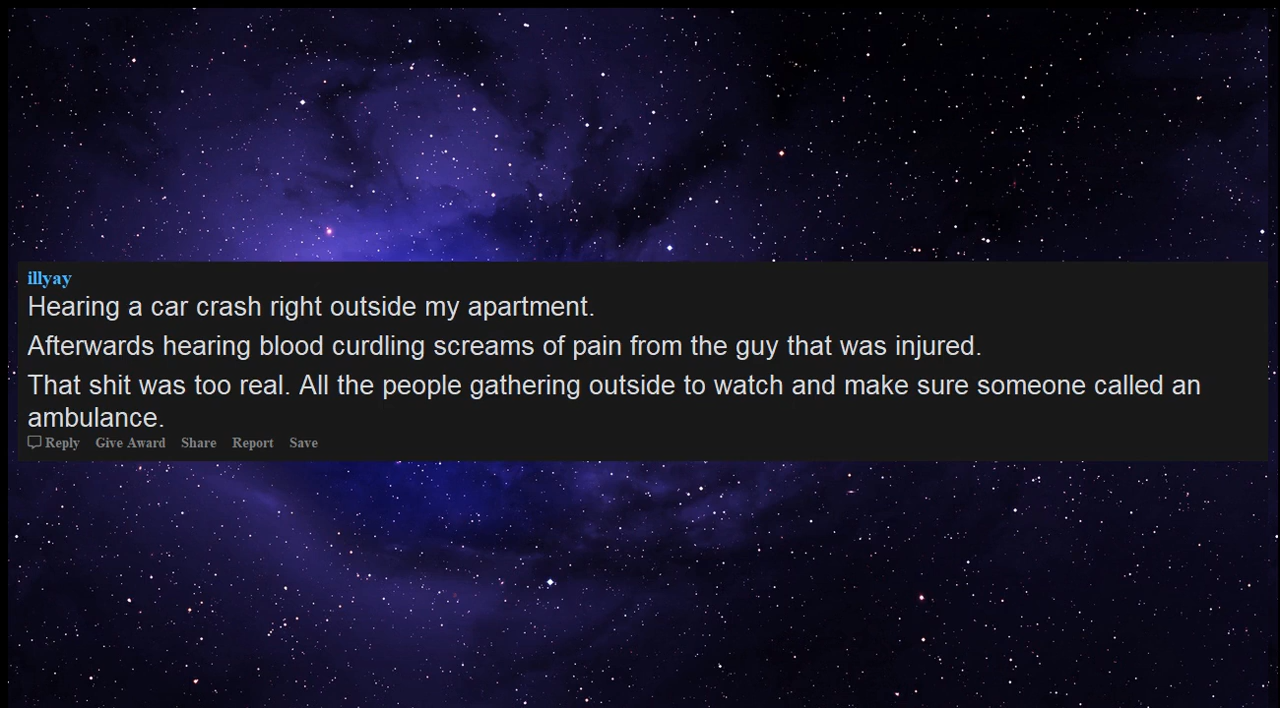 illyay
Hearing a car crash right outside my apartment.
Afterwards hearing blood curdling screams of pain from the guy that was injured.
That shit was too real. All the people gathering outside to watch and make sure someone called an
ambulance.
Reply Give Award Share Report Save